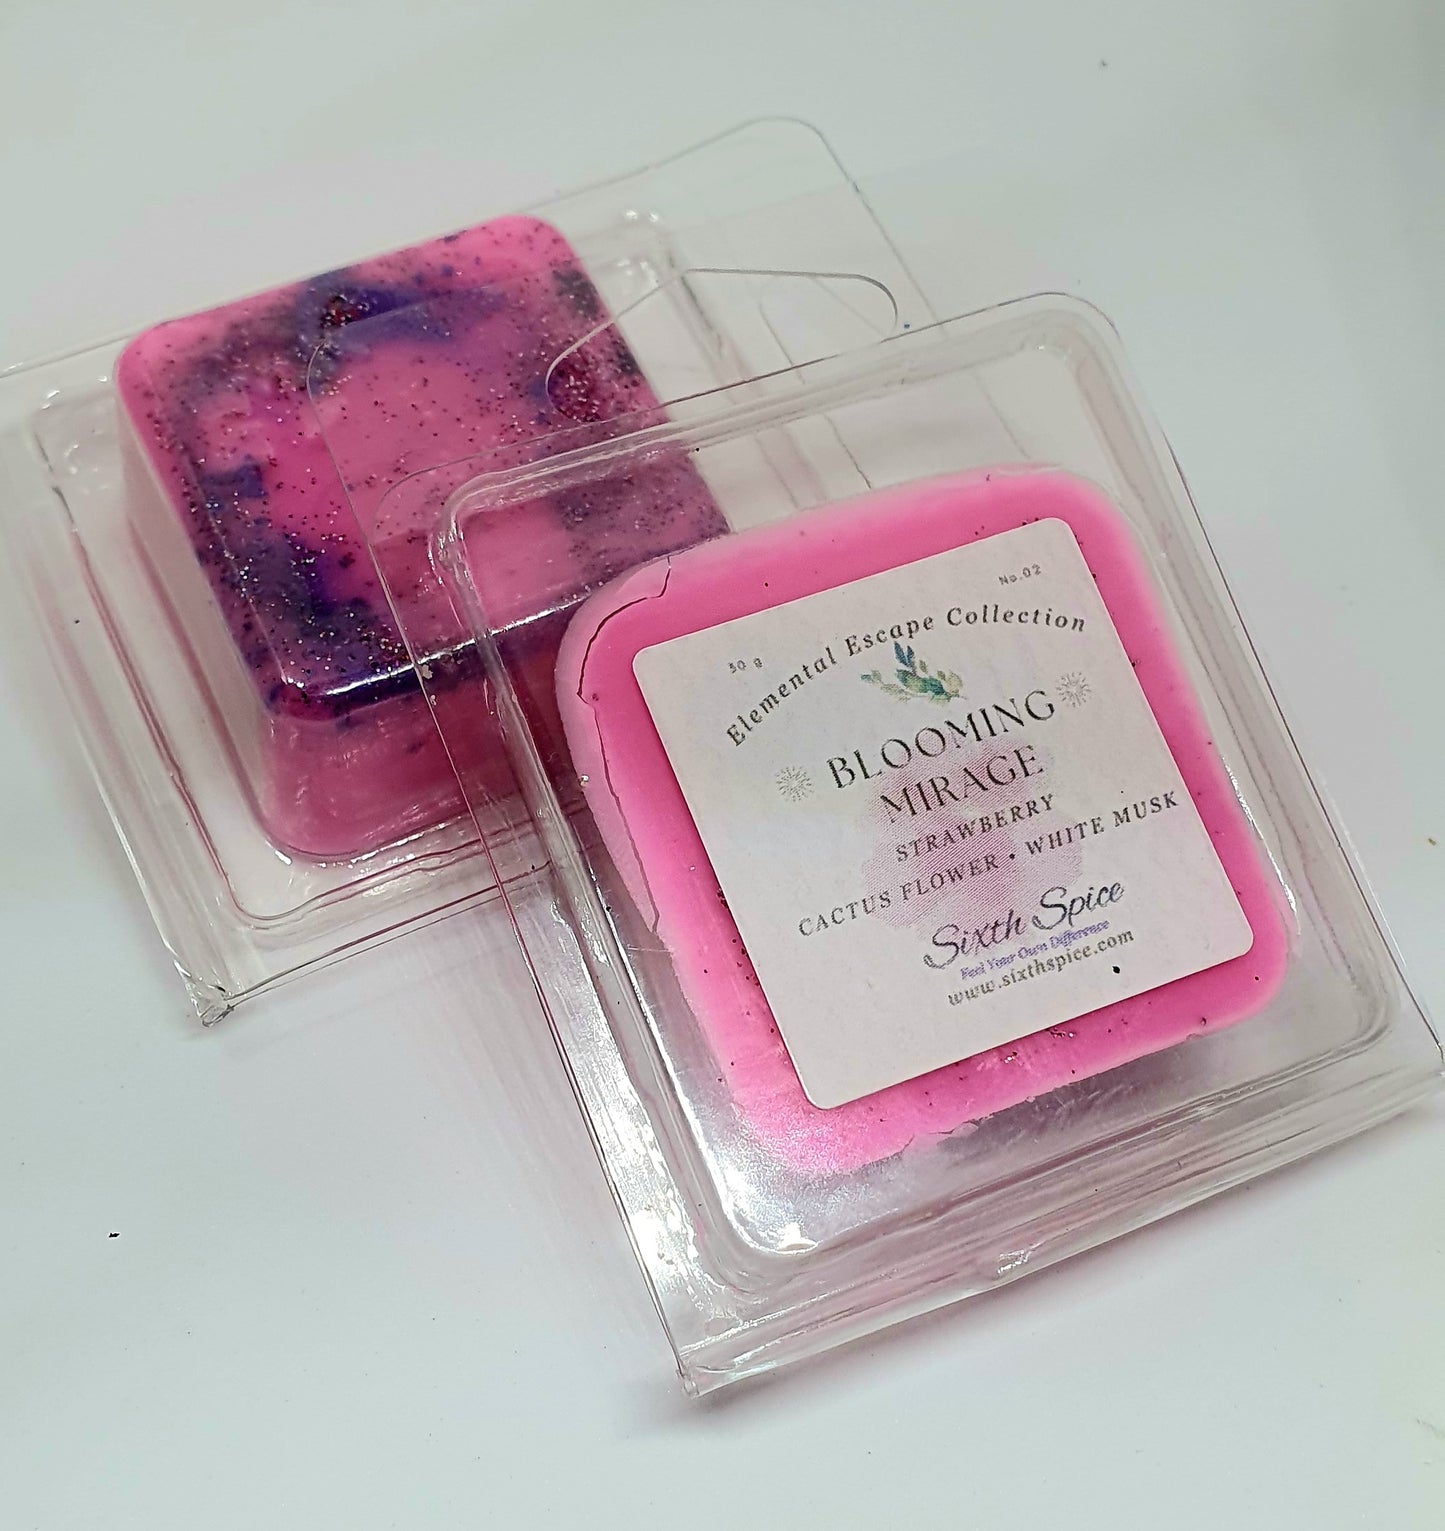 No.02
30 g
Elemental Escape Collection
BLOOMING
MIRAGE
STRAWBERRY
CACTUS FLOWER • WHITE MUSK
Sixth Spice
Feel Your Own Difference
www.sixthspice.com